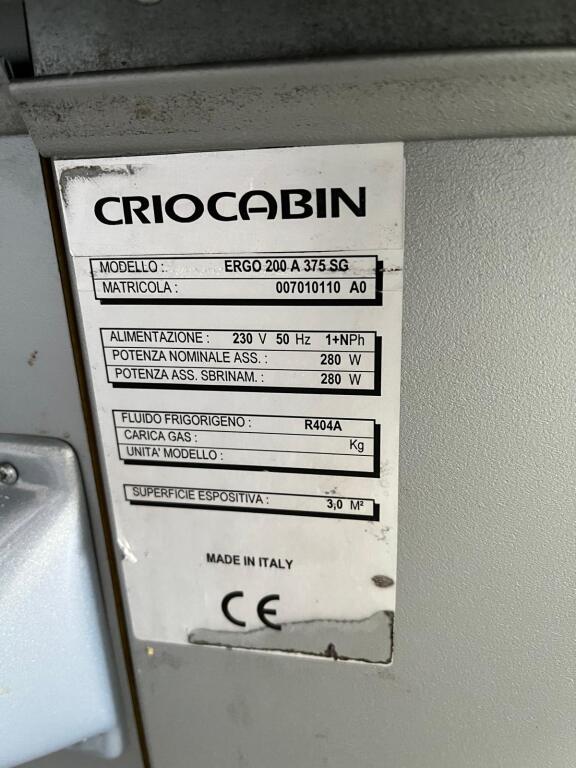 CRIOCABIN
MODELLO : ERGO 200 A 375 SG
MATRICOLA : 007010110 A0
ALIMENTAZIONE : 230 V 50 Hz 1+NPh
POTENZA NOMINALE ASS. : 280 W
POTENZA ASS. SBRINAM. : 280 W
FLUIDO FRIGORIGENO : R404A
CARICA GAS : Kg
UNITA' MODELLO :
SUPERFICIE ESPOSITIVA : 3,0 M²
MADE IN ITALY
CE